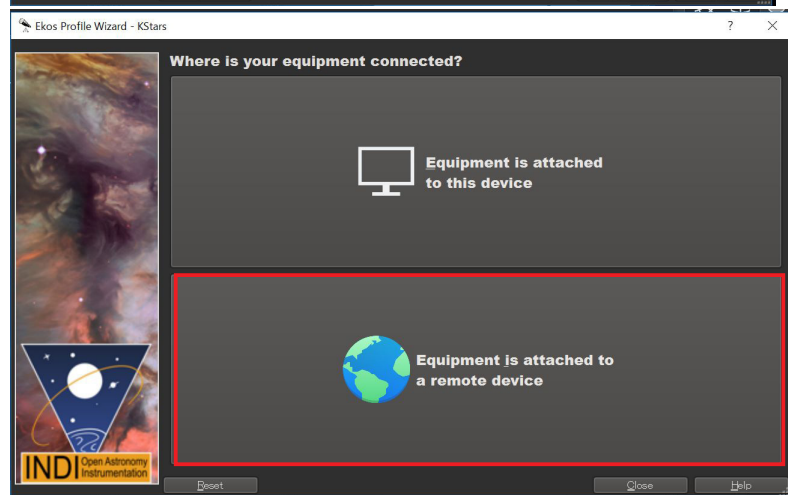 Ekos Profile Wizard - KStars
?
Where is your equipment connected?
Equipment is attached
to this device
Equipment is attached to
a remote device
INDI Open Astronomy
Instrumentation
Reset
Close
Help